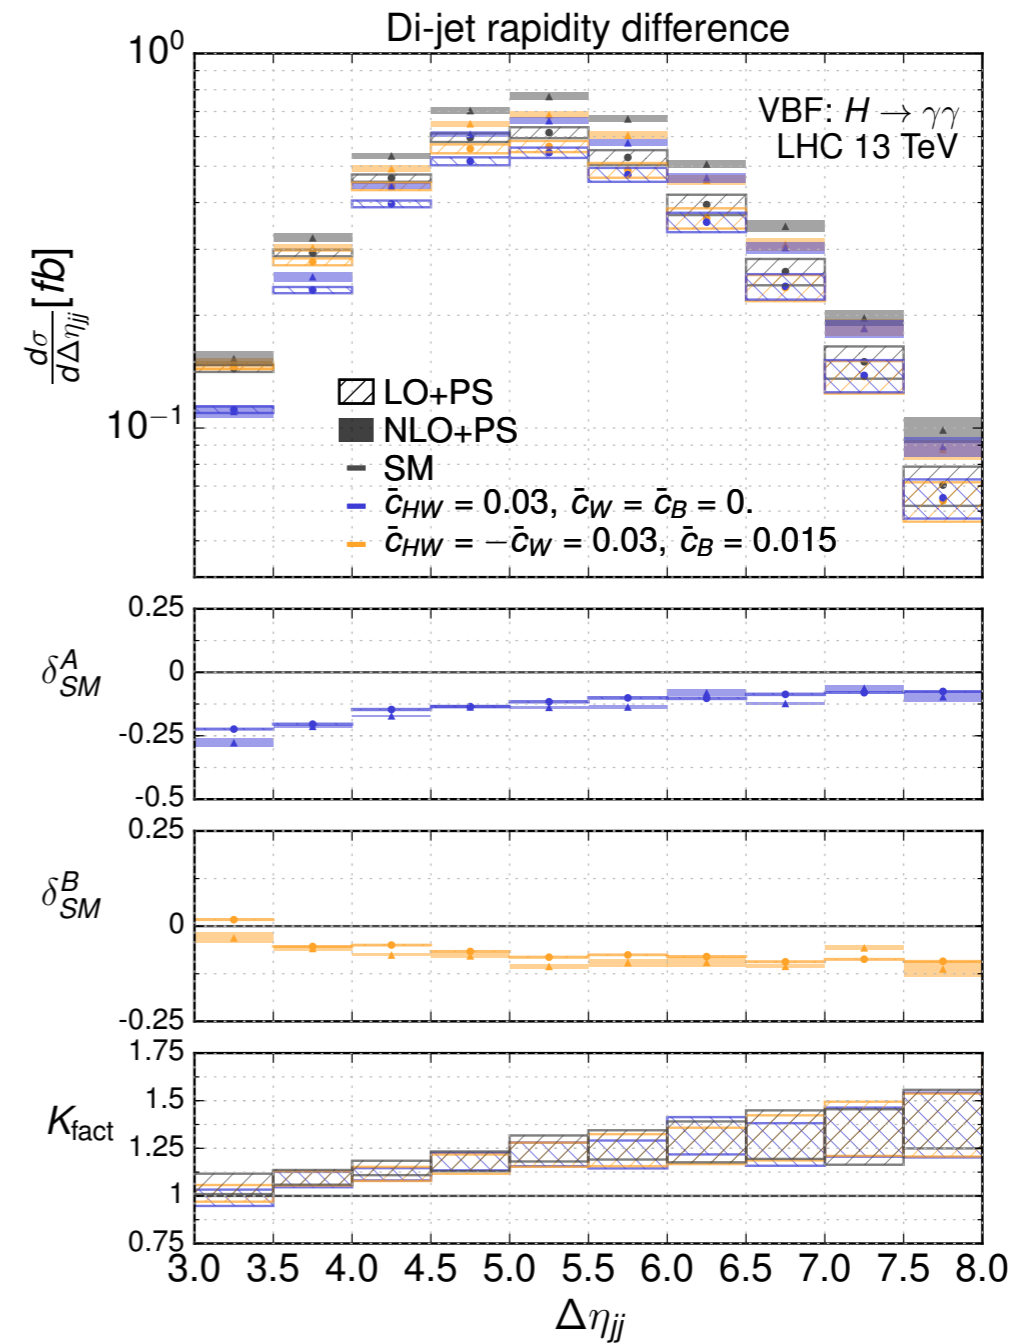 Di-jet rapidity difference
10⁰
VBF: H → γγ
LHC 13 TeV
dσ/dΔη_jj [fb]
LO+PS
10⁻¹
NLO+PS
SM
c̄_HW = 0.03, c̄_W = c̄_B = 0.
c̄_HW = −c̄_W = 0.03, c̄_B = 0.015
0.25
δ^A_SM
0
-0.25
-0.5
0.25
δ^B_SM
0
-0.25
1.75
1.5
K_fact
1.25
1
0.75
3.0 3.5 4.0 4.5 5.0 5.5 6.0 6.5 7.0 7.5 8.0
Δη_jj